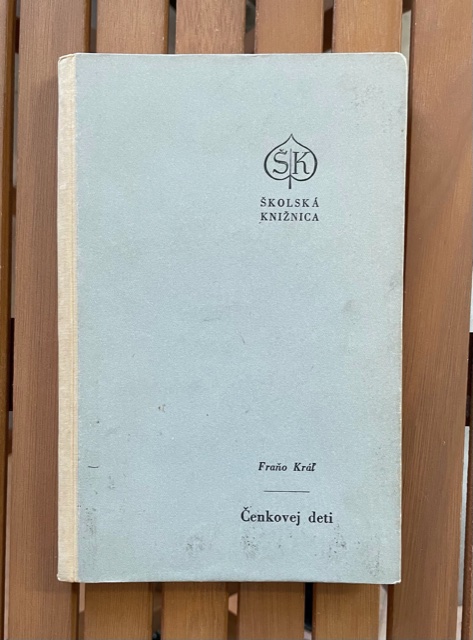 ŠK
ŠKOLSKÁ
KNIŽNICA
Fraňo Kráľ
Čenkovej deti